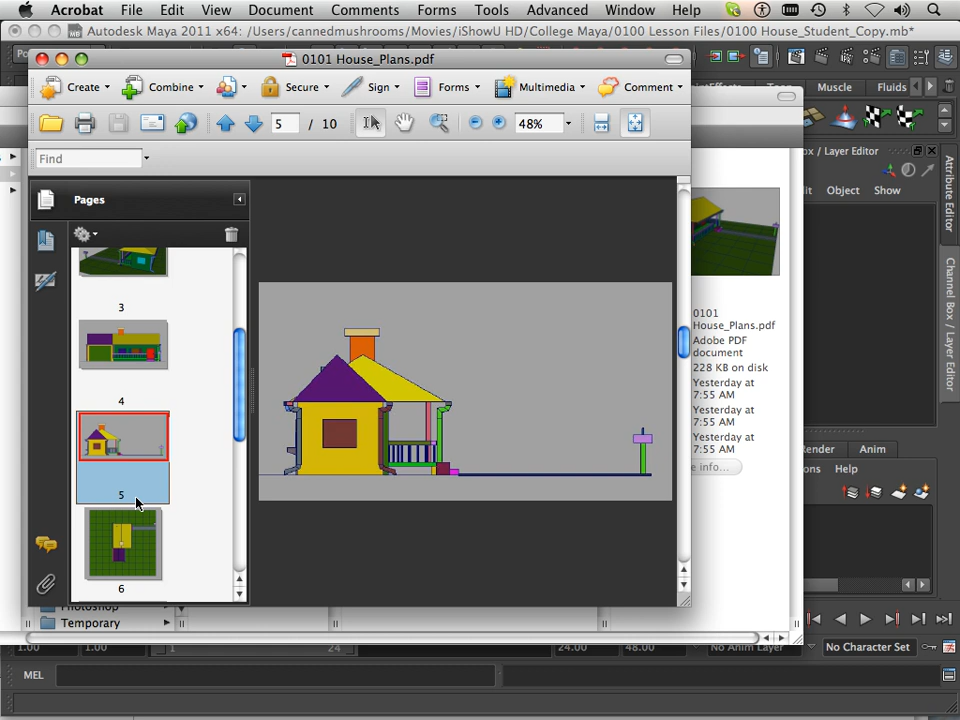 Acrobat File Edit View Document Comments Forms Tools Advanced Window Help
Autodesk Maya 2011 x64: /Users/cannedmushrooms/Movies/iShowU HD/College Maya/0100 Lesson Files/0100 House_Student_Copy.mb*
0101 House_Plans.pdf
Create Combine Secure Sign Forms Multimedia Comment
Muscle Fluids
5 / 10 48%
Find
Box / Layer Editor
Object Show
Pages
Attribute Editor
Channel Box / Layer Editor
3
4
5
6
0101
House_Plans.pdf
Adobe PDF
document
228 KB on disk
Yesterday at
7:55 AM
Yesterday at
7:55 AM
Yesterday at
7:55 AM
Render Anim
Help
Temporary
1.00 1.00 1 24 24.00 48.00 No Anim Layer No Character Set
MEL